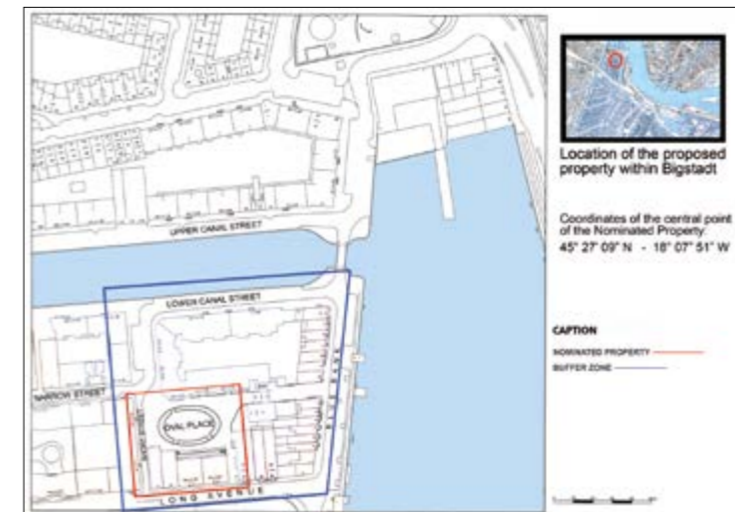 UPPER CANAL STREET
LOWER CANAL STREET
NARROW STREET
SHORT STREET
OVAL PLACE
LONG AVENUE
Location of the proposed
property within Bigstadt
Coordinates of the central point
of the Nominated Property:
45° 27' 09" N - 18° 07' 51" W
CAPTION
NOMINATED PROPERTY
BUFFER ZONE